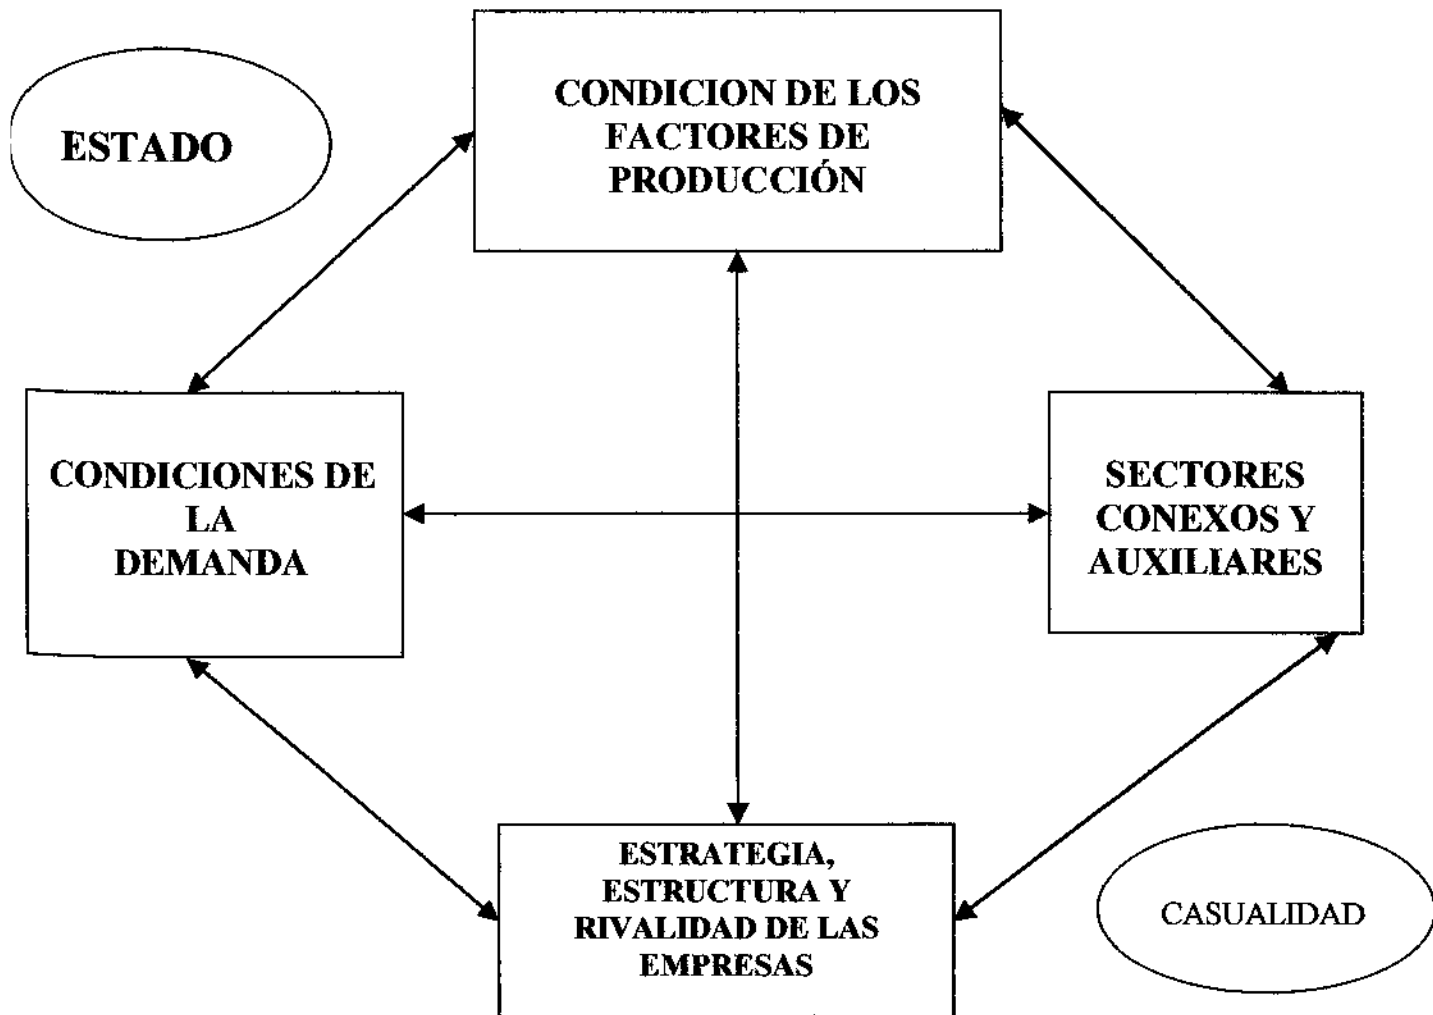 ESTADO
CONDICION DE LOS
FACTORES DE
PRODUCCIÓN
CONDICIONES DE
LA
DEMANDA
SECTORES
CONEXOS Y
AUXILIARES
ESTRATEGIA,
ESTRUCTURA Y
RIVALIDAD DE LAS
EMPRESAS
CASUALIDAD